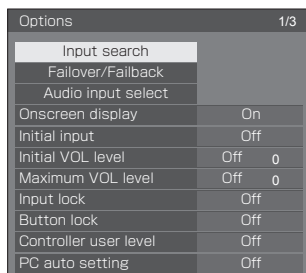 Options 1/3
Input search
Failover/Failback
Audio input select
Onscreen display On
Initial input Off
Initial VOL level Off 0
Maximum VOL level Off 0
Input lock Off
Button lock Off
Controller user level Off
PC auto setting Off